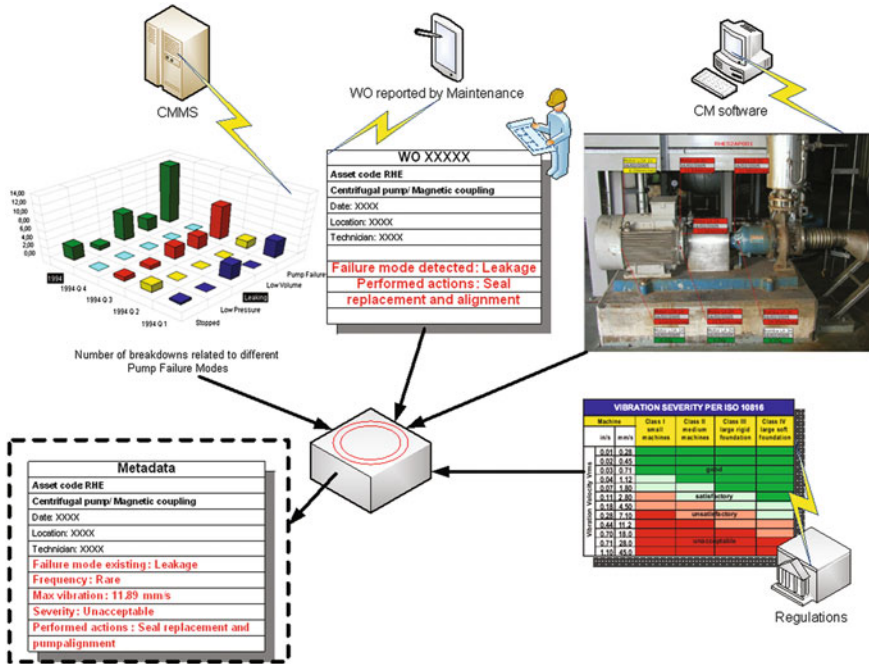 CMMS
WO reported by Maintenance
CM software
14,00
12,00
10,00
8,00
6,00
4,00
2,00
0,00
1994
1994 Q 4
1994 Q 3
1994 Q 2
1994 Q 1
Pump Failure
Low Volume
Leaking
Low Pressure
Stopped
Number of breakdowns related to different
Pump Failure Modes
WO XXXXX
Asset code RHE
Centrifugal pump/ Magnetic coupling
Date: XXXX
Location: XXXX
Technician: XXXX
Failure mode detected: Leakage
Performed actions: Seal
replacement and alignment
VIBRATION SEVERITY PER ISO 10816
Machine
Class I
small
machines
Class II
medium
machines
Class III
large rigid
foundation
Class IV
large soft
foundation
in/s mm/s
Vibration Velocity Vrms
0.01 0.28
0.02 0.45
0.03 0.71
0.04 1.12
0.07 1.80
0.11 2.80
0.18 4.50
0.28 7.10
0.44 11.2
0.70 18.0
0.71 28.0
1.10 45.0
good
satisfactory
unsatisfactory
unacceptable
Regulations
Metadata
Asset code RHE
Centrifugal pump/ Magnetic coupling
Date: XXXX
Location: XXXX
Technician: XXXX
Failure mode existing: Leakage
Frequency: Rare
Max vibration: 11.89 mm/s
Severity: Unacceptable
Performed actions : Seal replacement and
pumpalignment